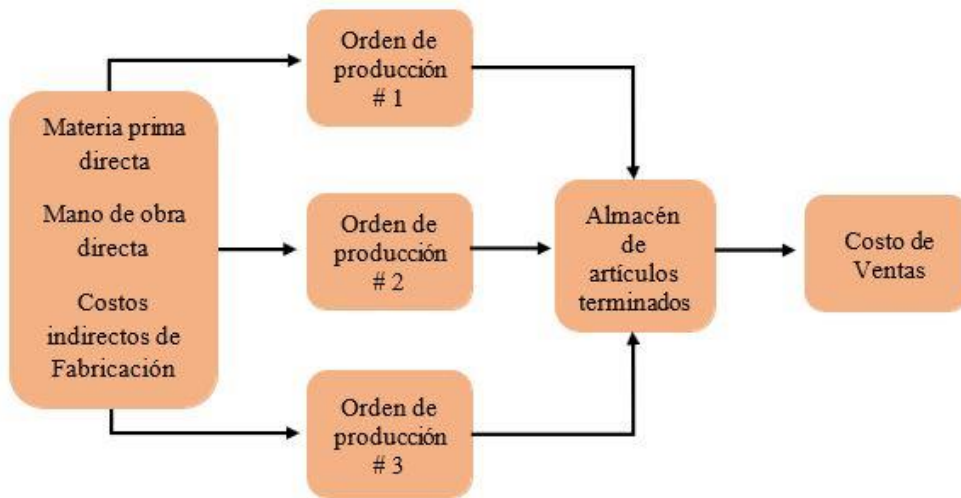 Materia prima
directa
Mano de obra
directa
Costos
indirectos de
Fabricación
Orden de
producción
# 1
Orden de
producción
# 2
Orden de
producción
# 3
Almacén
de
artículos
terminados
Costo de
Ventas